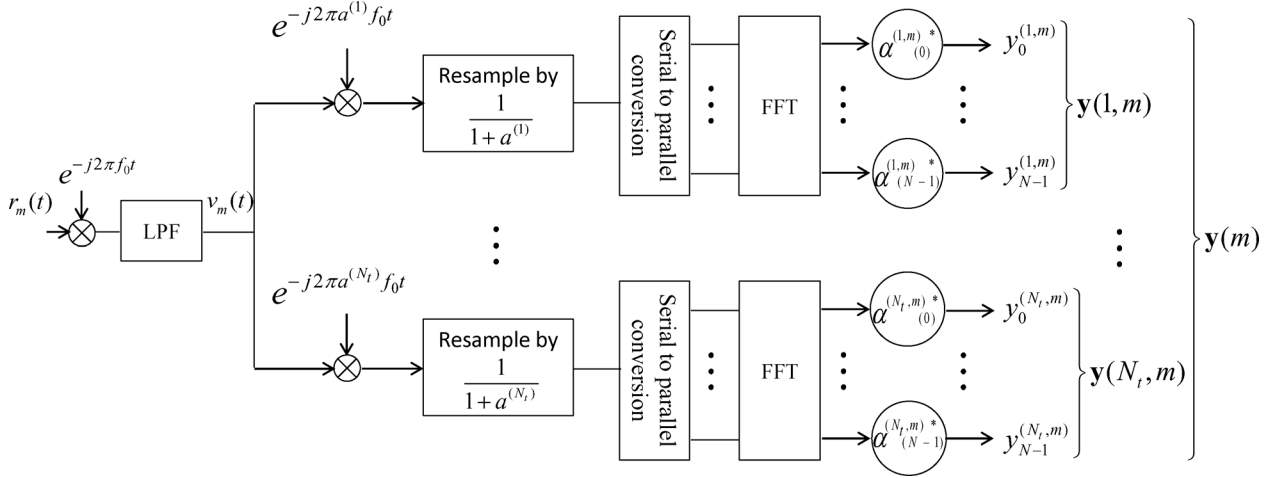 e^{-j2πa^{(1)}f_0t}
Resample by
\frac{1}{1+a^{(1)}}
Serial to parallel
conversion
FFT
α^{(1,m)*}(0)
y_0^{(1,m)}
α^{(1,m)*}(N-1)
y_{N-1}^{(1,m)}
y(1,m)
e^{-j2πf_0t}
r_m(t)
LPF
v_m(t)
y(m)
e^{-j2πa^{(N_t)}f_0t}
Resample by
\frac{1}{1+a^{(N_t)}}
Serial to parallel
conversion
FFT
α^{(N_t,m)*}(0)
y_0^{(N_t,m)}
α^{(N_t,m)*}(N-1)
y_{N-1}^{(N_t,m)}
y(N_t,m)